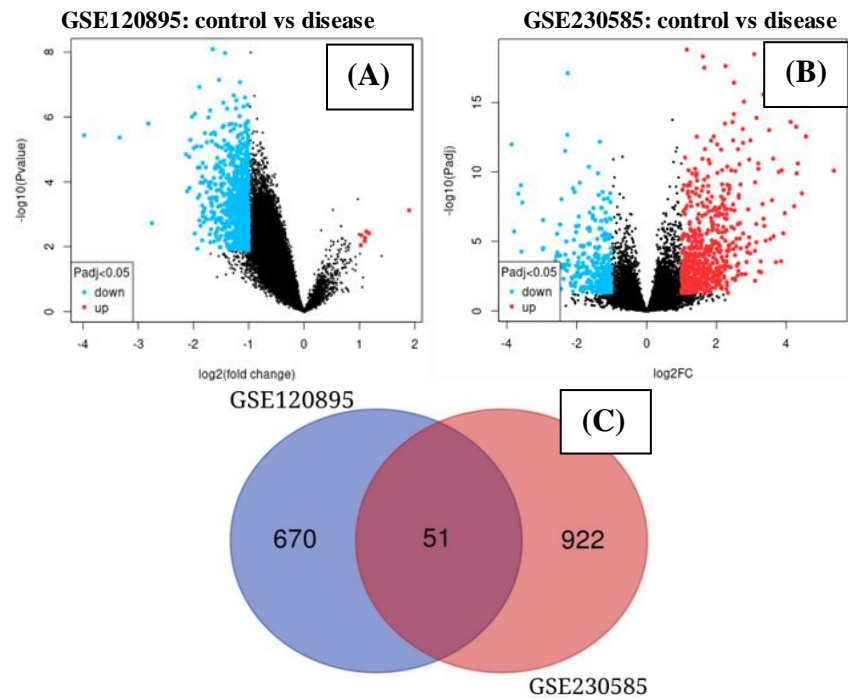 GSE120895: control vs disease
(A)
-log10(Pvalue)
8
6
4
2
0
Padj<0.05
down
up
-4 -3 -2 -1 0 1 2
log2(fold change)
GSE230585: control vs disease
(B)
-log10(Padj)
15
10
5
0
Padj<0.05
down
up
-4 -2 0 2 4
log2FC
GSE120895
(C)
670 51 922
GSE230585